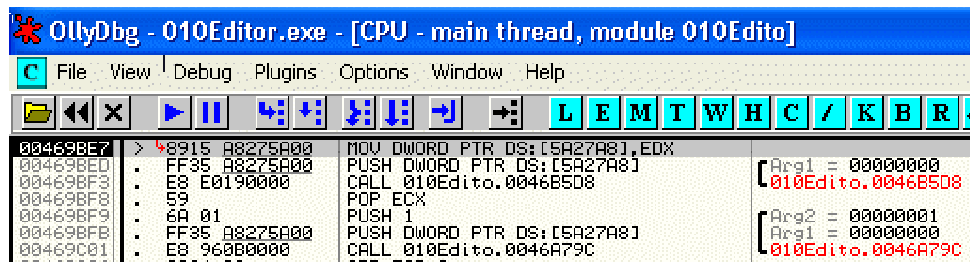 OllyDbg - 010Editor.exe - [CPU - main thread, module 010Edito]
C File View Debug Plugins Options Window Help
L E M T W H C / K B R
00469BE7 > 8915 A8275A00 MOV DWORD PTR DS:[5A27A8],EDX
00469BED . FF35 A8275A00 PUSH DWORD PTR DS:[5A27A8] Arg1 = 00000000
00469BF3 . E8 E0190000 CALL 010Edito.0046B5D8 010Edito.0046B5D8
00469BF8 . 59 POP ECX
00469BF9 . 6A 01 PUSH 1 Arg2 = 00000001
00469BFB . FF35 A8275A00 PUSH DWORD PTR DS:[5A27A8] Arg1 = 00000000
00469C01 . E8 960B0000 CALL 010Edito.0046A79C 010Edito.0046A79C